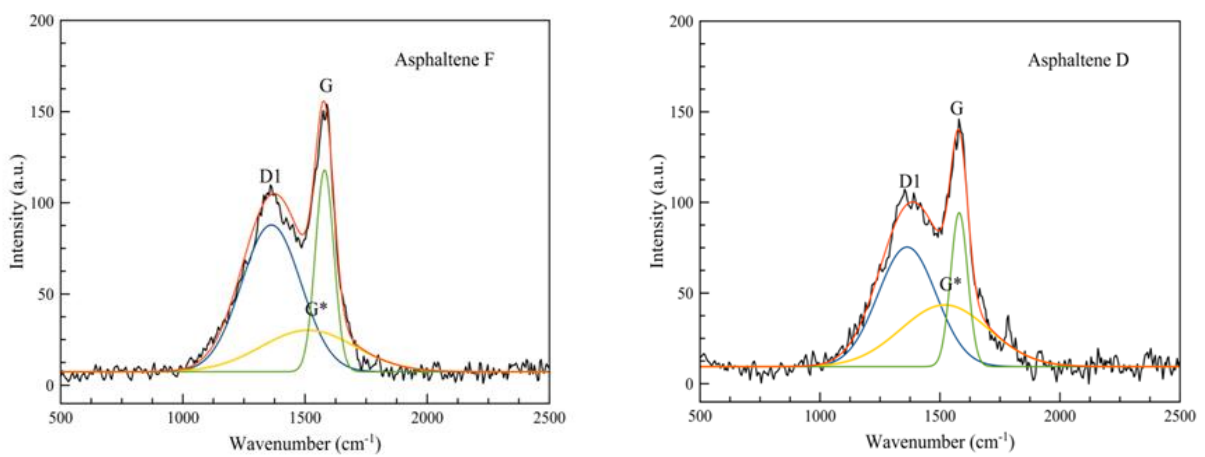 200
150
100
50
0
Intensity (a.u.)
Asphaltene F
G
D1
G*
500
1000
1500
2000
2500
Wavenumber (cm⁻¹)
200
150
100
50
0
Intensity (a.u.)
Asphaltene D
G
D1
G*
500
1000
1500
2000
2500
Wavenumber (cm⁻¹)